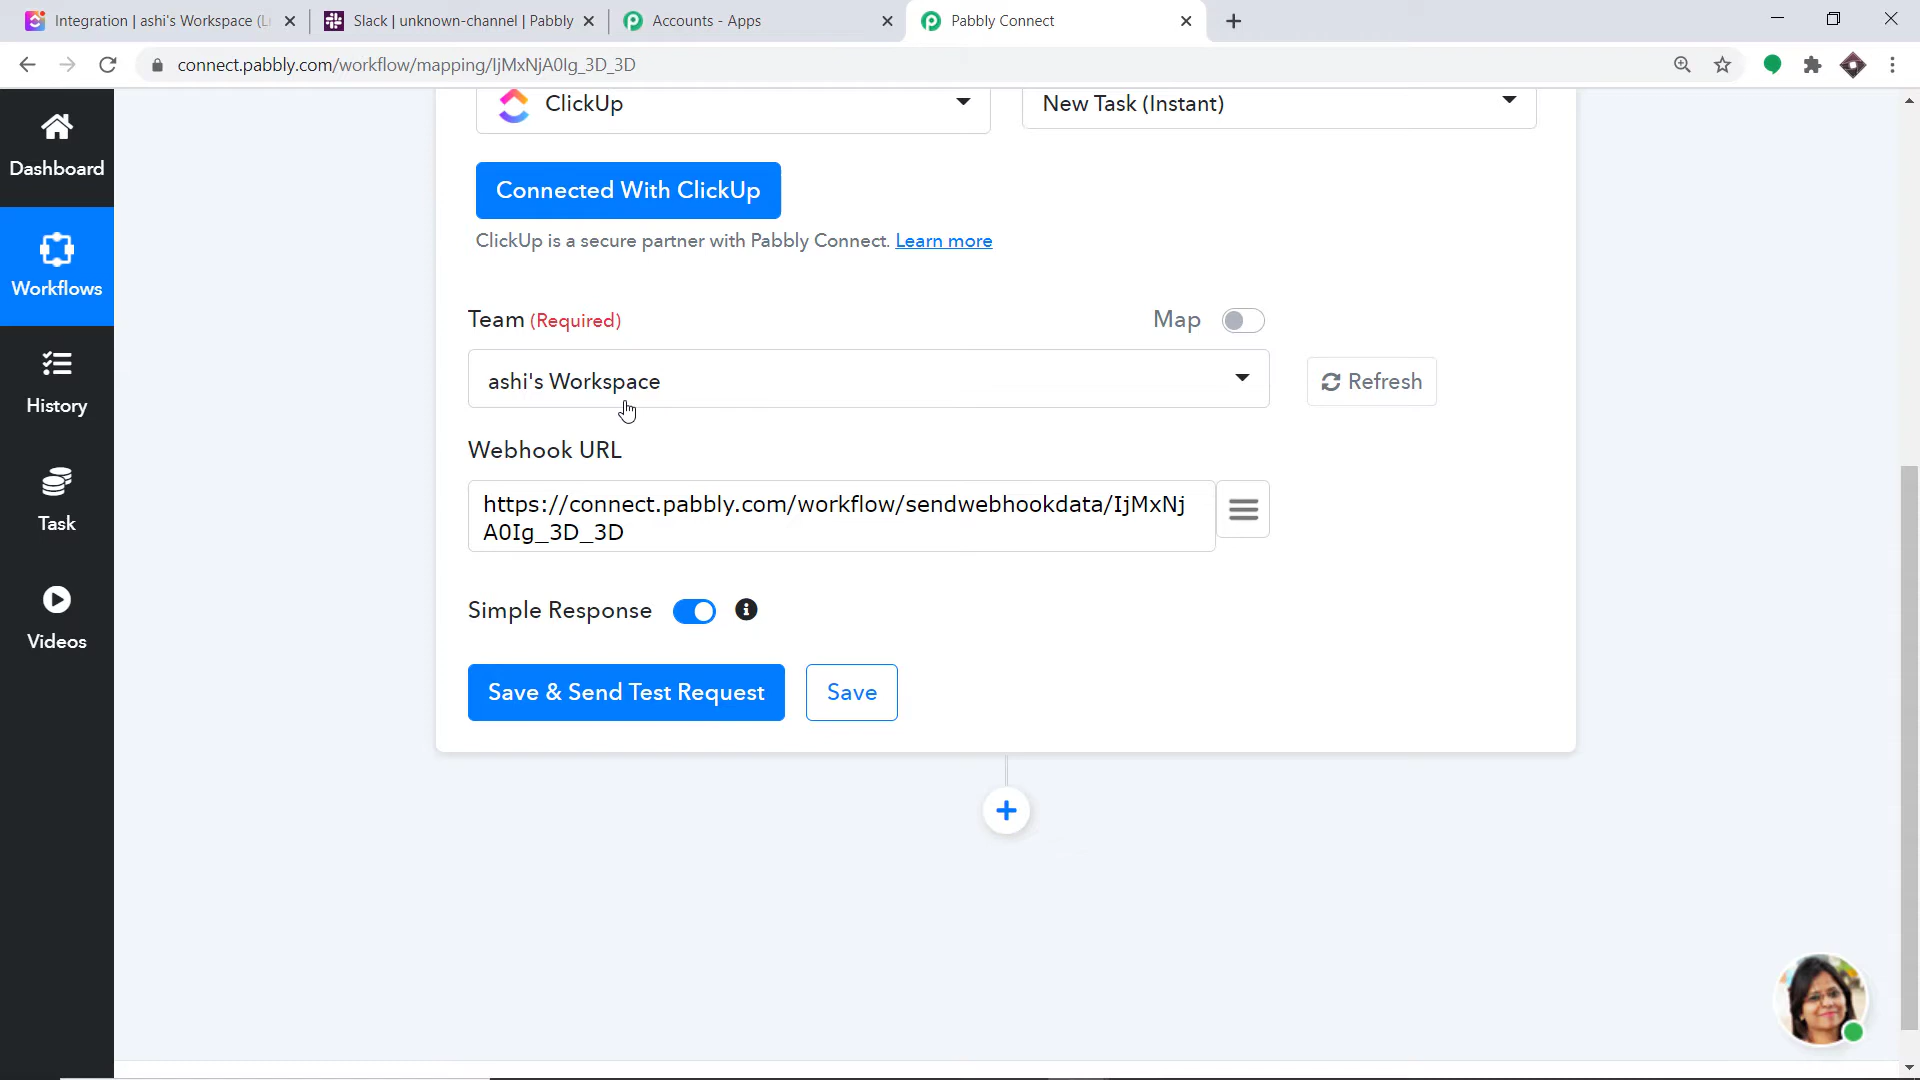 Integration | ashi's Workspace (L
Slack | unknown-channel | Pabbly
Accounts - Apps
Pabbly Connect
connect.pabbly.com/workflow/mapping/IjMxNjA0Ig_3D_3D
Dashboard
Workflows
History
Task
Videos
ClickUp
New Task (Instant)
Connected With ClickUp
ClickUp is a secure partner with Pabbly Connect. Learn more
Team (Required)
Map
ashi's Workspace
Refresh
Webhook URL
https://connect.pabbly.com/workflow/sendwebhookdata/IjMxNj
A0Ig_3D_3D
Simple Response
Save & Send Test Request
Save